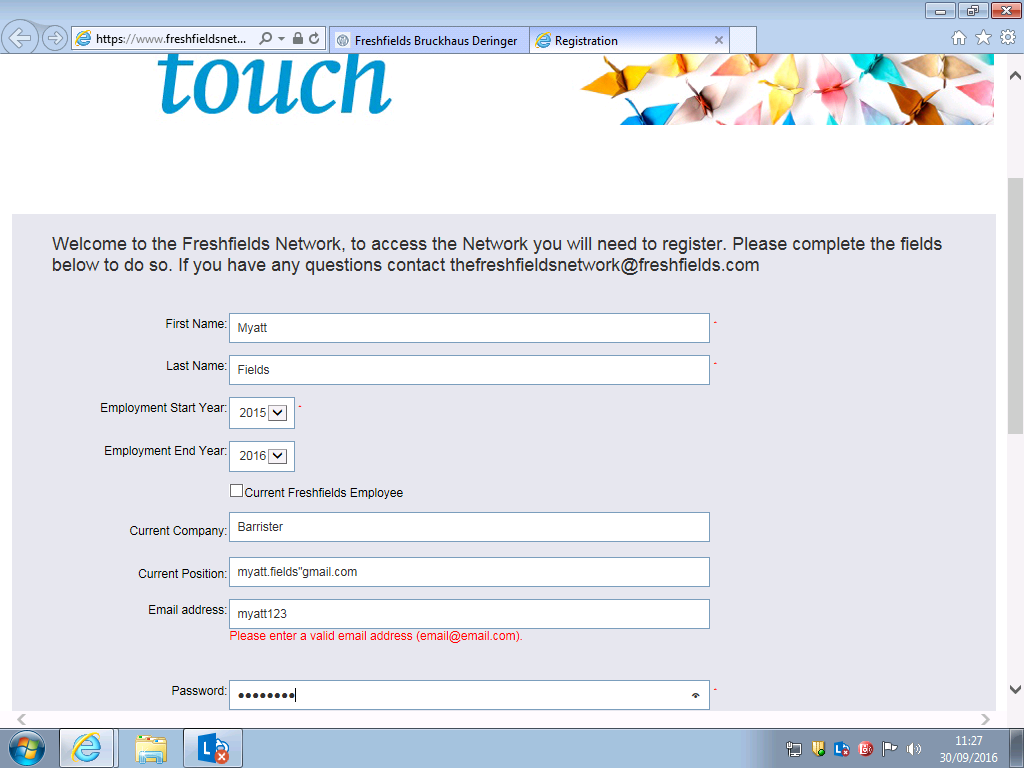 https://www.freshfieldsnet...
Freshfields Bruckhaus Deringer
Registration
touch
Welcome to the Freshfields Network, to access the Network you will need to register. Please complete the fields
below to do so. If you have any questions contact thefreshfieldsnetwork@freshfields.com
First Name: Myatt
Last Name: Fields
Employment Start Year: 2015
Employment End Year: 2016
Current Freshfields Employee
Current Company: Barrister
Current Position: myatt.fields"gmail.com
Email address: myatt123
Please enter a valid email address (email@email.com).
Password: ●●●●●●●●
11:27
30/09/2016